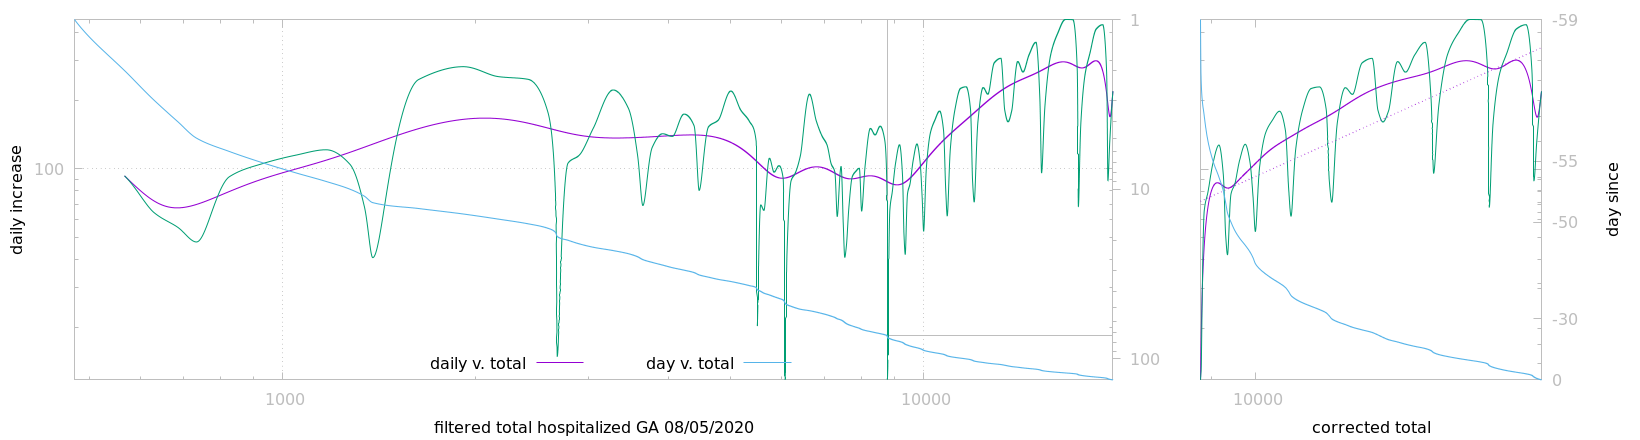 daily increase
100
1000
10000
daily v. total
day v. total
filtered total hospitalized GA 08/05/2020
1
10
100
10000
corrected total
-59
-55
-50
-30
0
day since